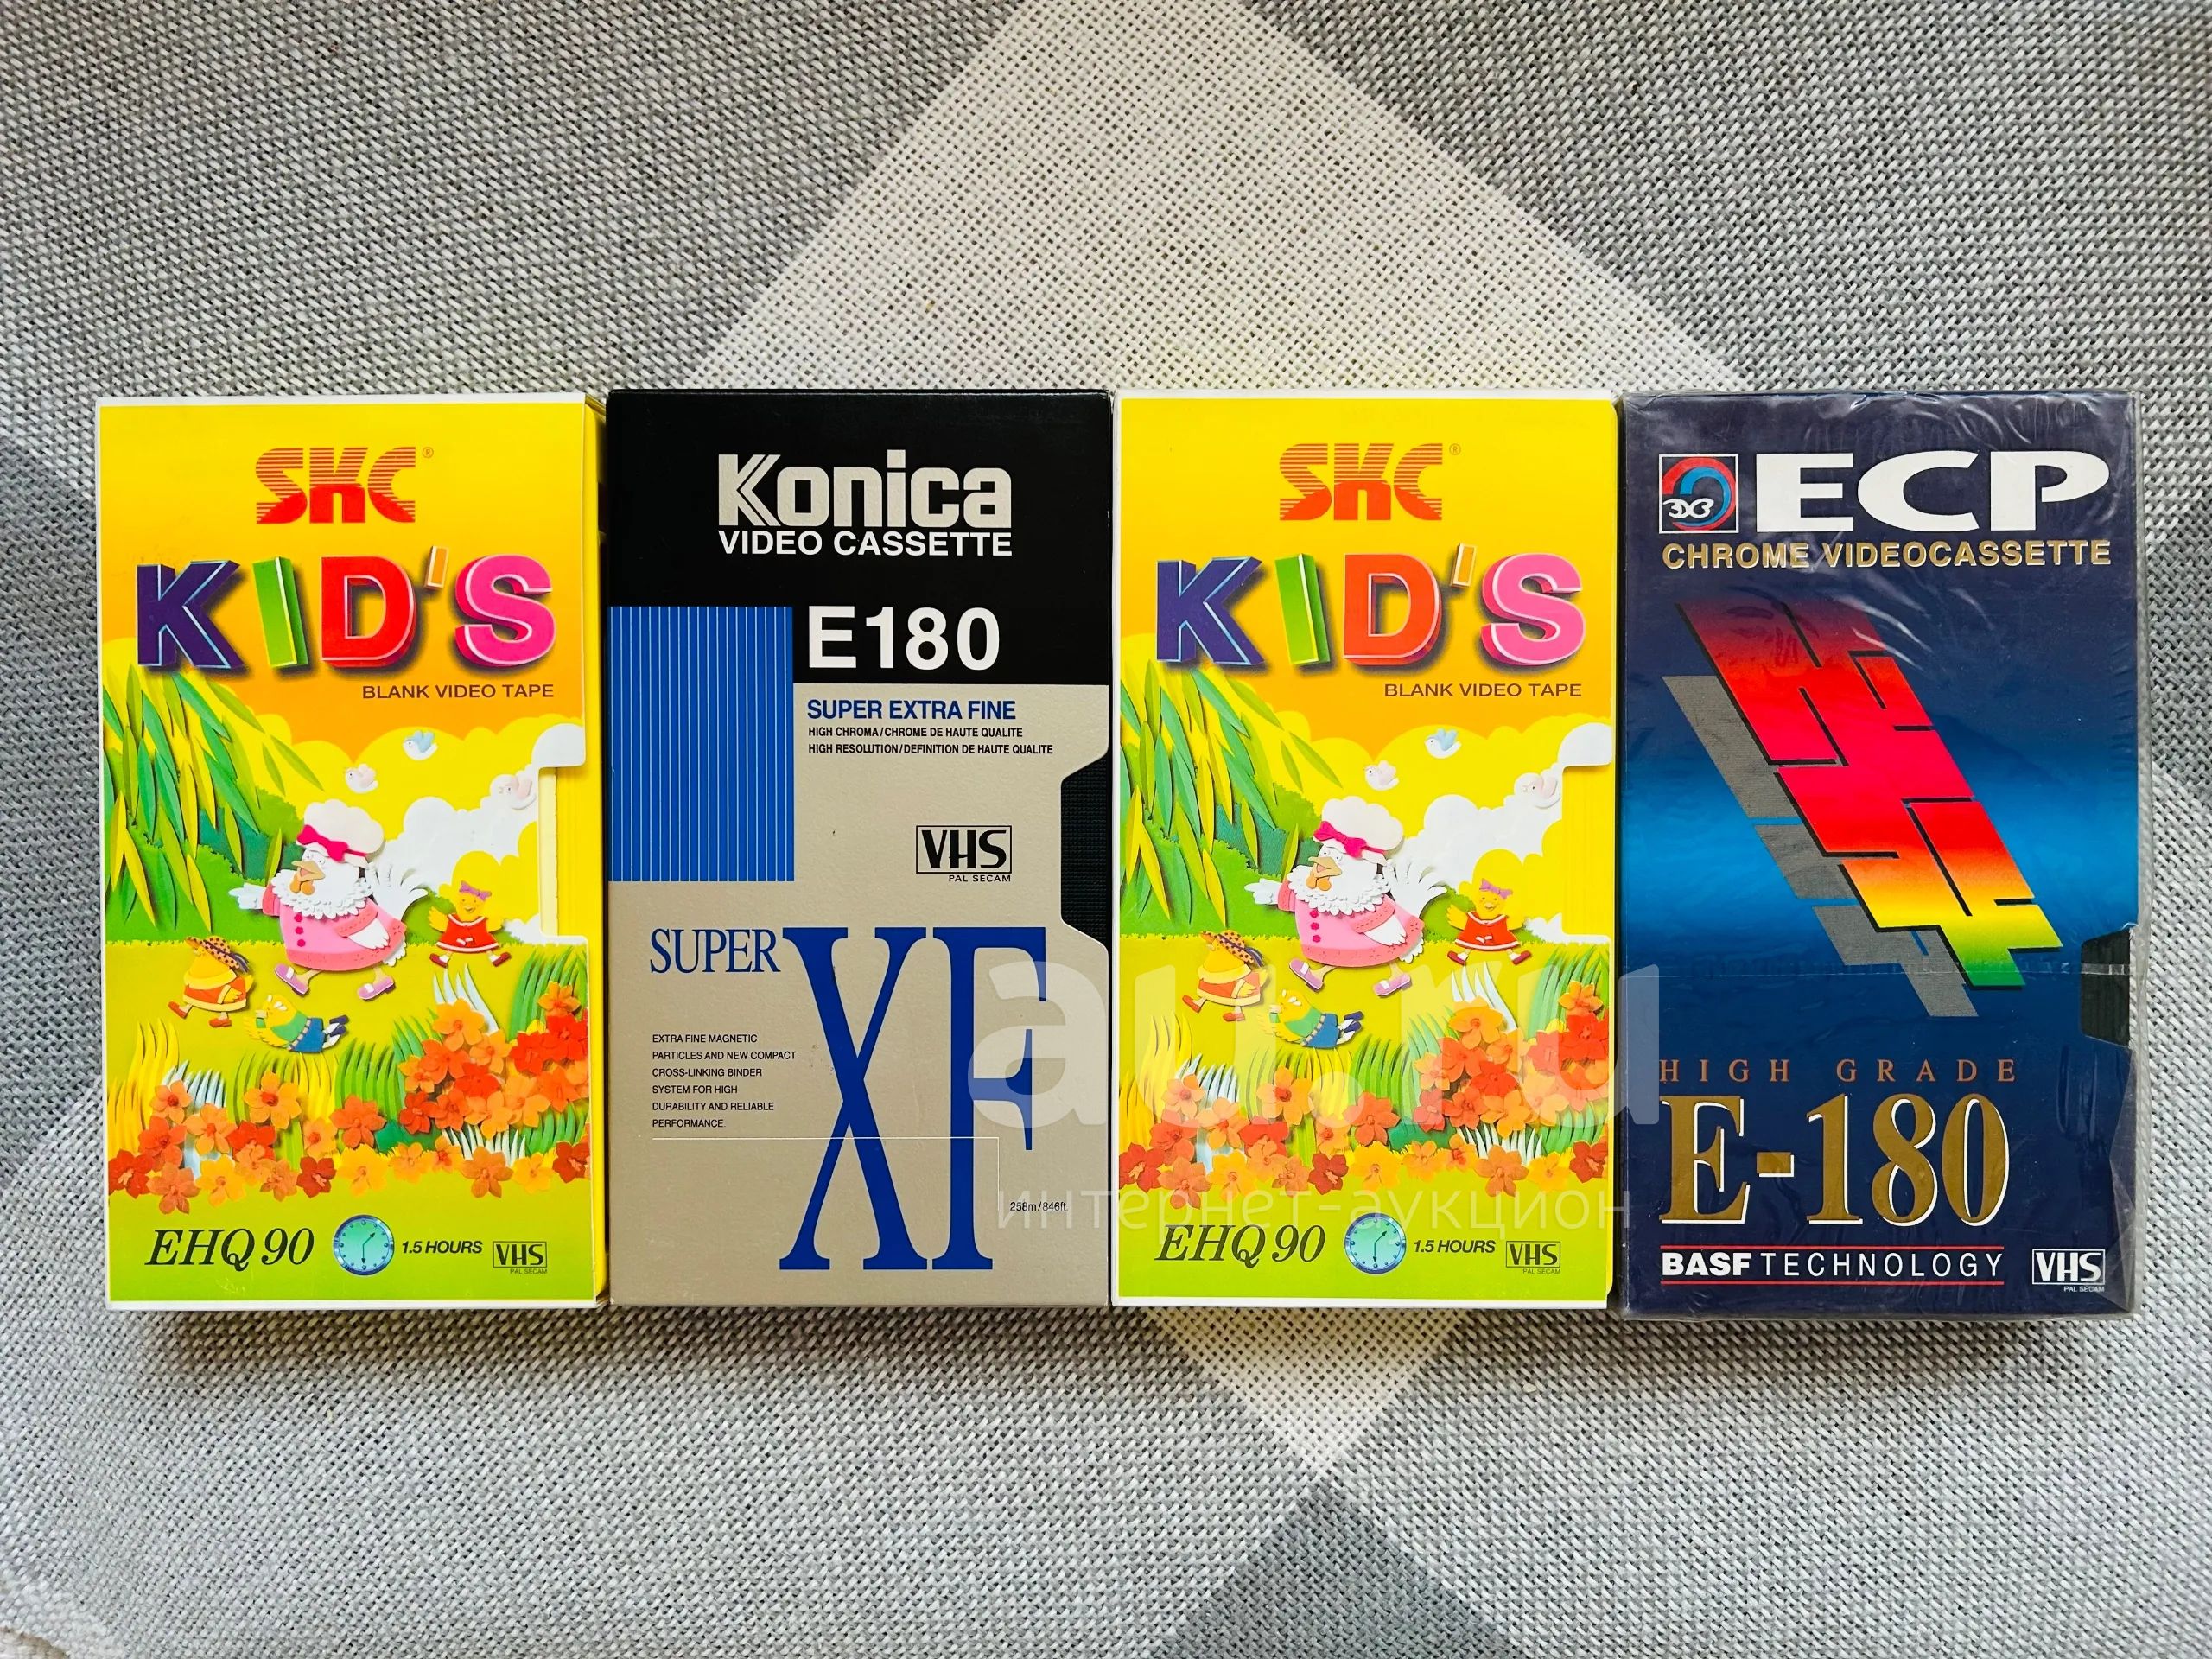 SKC®
KID'S
BLANK VIDEO TAPE
EHQ 90
1.5 HOURS
VHS
PAL SECAM
Konica
VIDEO CASSETTE
E180
SUPER EXTRA FINE
HIGH CHROMA/CHROME DE HAUTE QUALITE
HIGH RESOLUTION/DEFINITION DE HAUTE QUALITE
VHS
PAL SECAM
SUPER XF
EXTRA FINE MAGNETIC
PARTICLES AND NEW COMPACT
CROSS-LINKING BINDER
SYSTEM FOR HIGH
DURABILITY AND RELIABLE
PERFORMANCE.
258m/846ft.
SKC®
KID'S
BLANK VIDEO TAPE
EHQ 90
1.5 HOURS
VHS
PAL SECAM
ECP
CHROME VIDEOCASSETTE
HIGH GRADE
E-180
BASF TECHNOLOGY
VHS
PAL SECAM
au.ru
интернет-аукцион